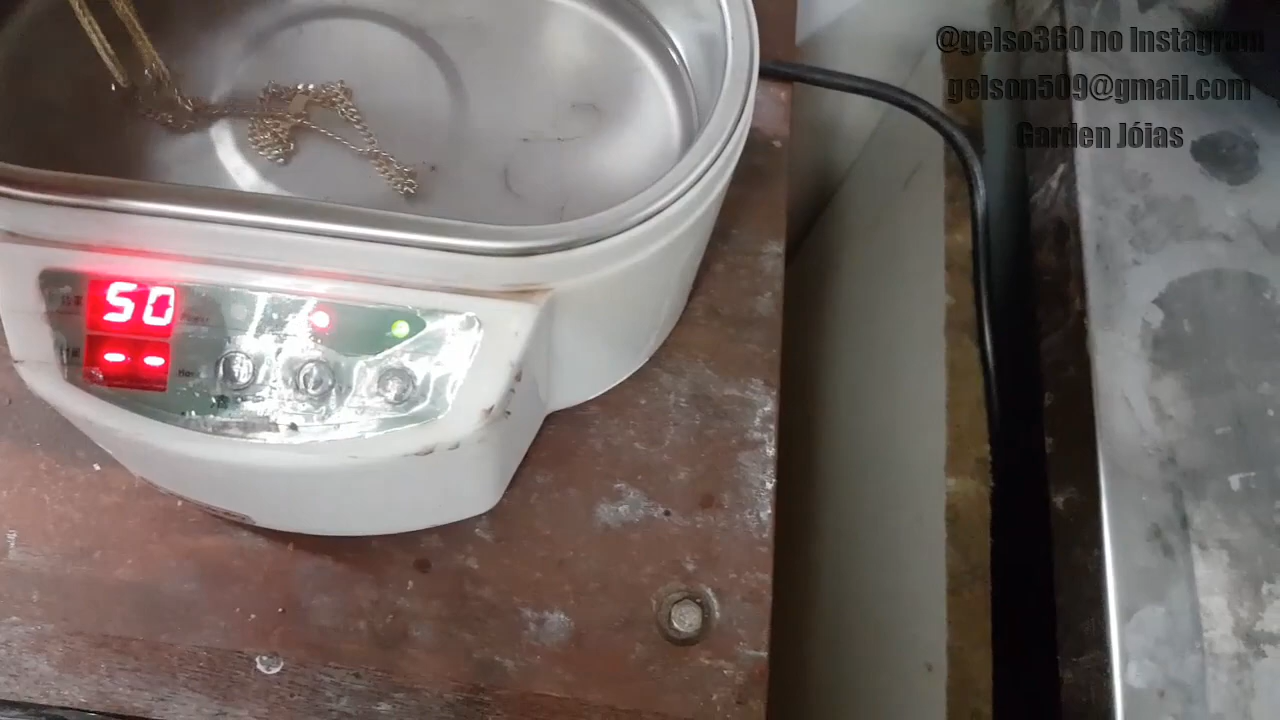 @gelso360 no Instagram
gelson509@gmail.com
Garden Jóias
50
--